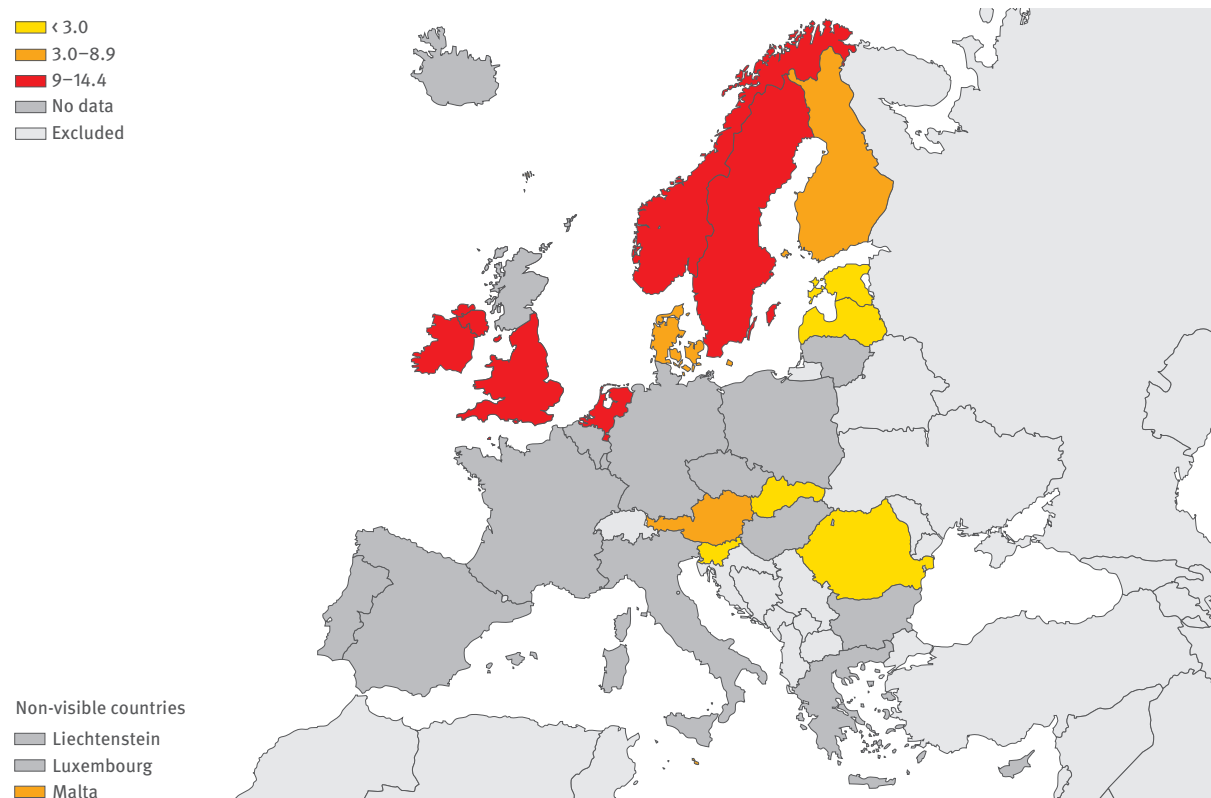 ‹ 3.0
3.0–8.9
9–14.4
No data
Excluded
Non-visible countries
Liechtenstein
Luxembourg
Malta